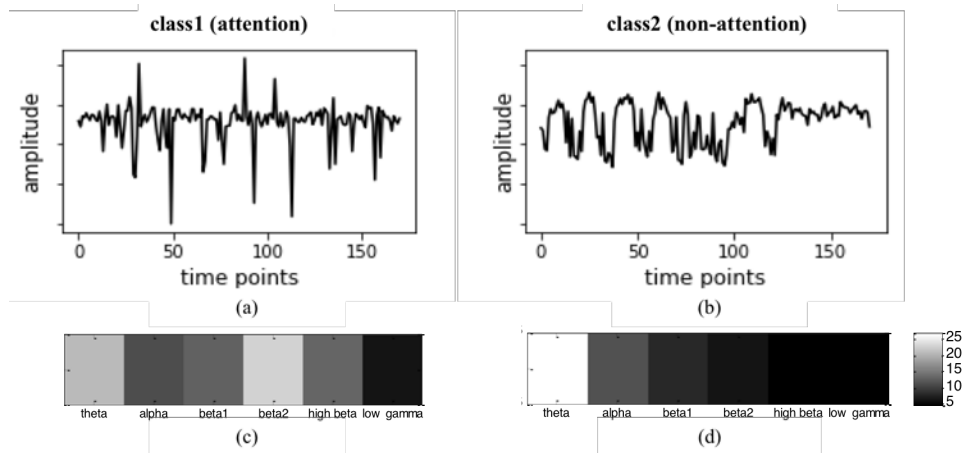 class1 (attention)
class2 (non-attention)
amplitude
amplitude
0 50 100 150
0 50 100 150
time points
time points
(a)
(b)
theta alpha beta1 beta2 high beta low gamma
theta alpha beta1 beta2 high beta low gamma
25
20
15
10
5
(c)
(d)